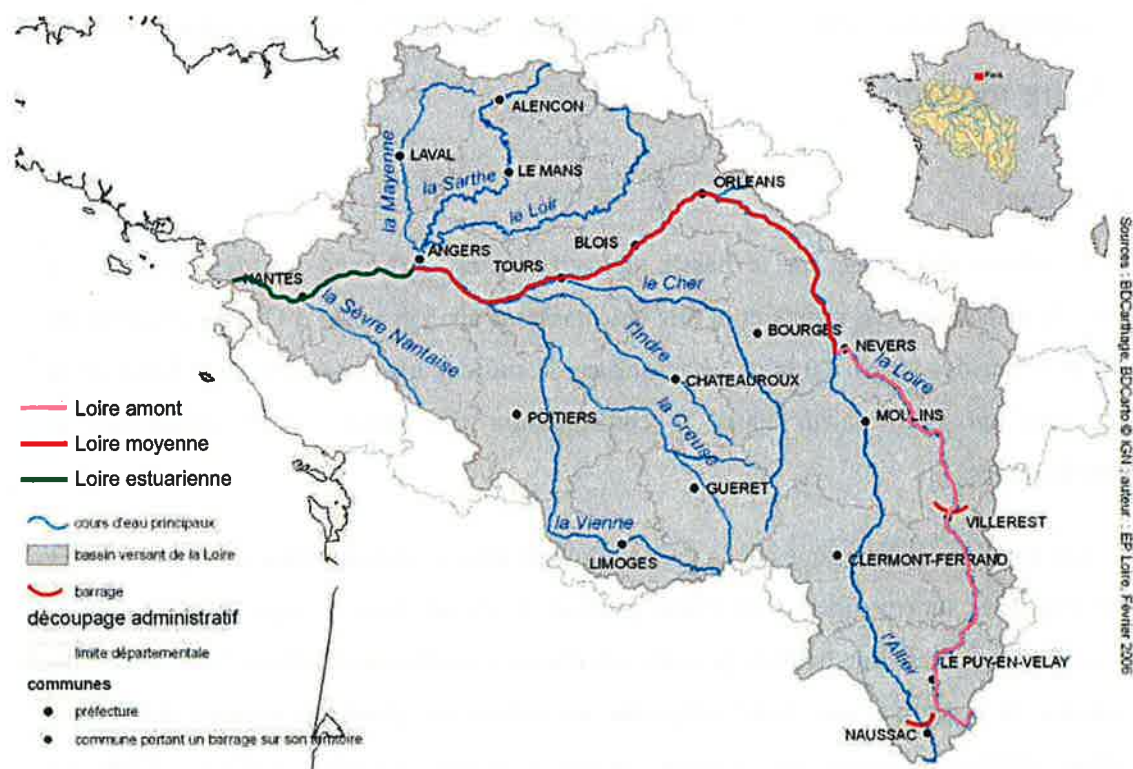 Paris
ALENCON
la Mayenne
LAVAL
la Sarthe
LE MANS
le Loir
ORLEANS
BLOIS
ANGERS
TOURS
NANTES
la Sèvre Nantaise
le Cher
l'Indre
BOURGES
NEVERS
la Loire
CHATEAUROUX
MOULINS
POITIERS
la Creuse
GUERET
la Vienne
LIMOGES
VILLEREST
CLERMONT-FERRAND
l'Allier
LE PUY-EN-VELAY
NAUSSAC
Loire amont
Loire moyenne
Loire estuarienne
cours d'eau principaux
bassin versant de la Loire
barrage
découpage administratif
limite départementale
communes
préfecture
commune portant un barrage sur son territoire
Sources : BDCarthage, BDCarto © IGN ; auteur : EP Loire, Février 2006